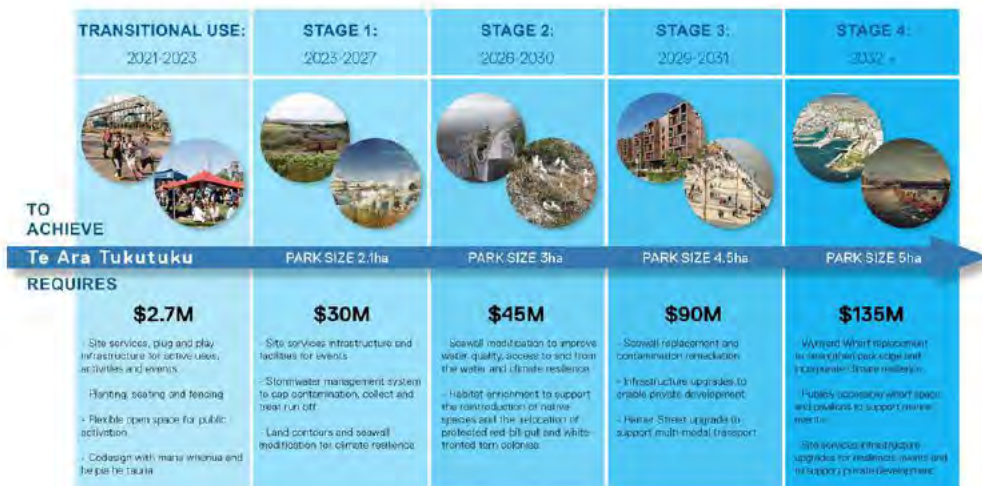 TRANSITIONAL USE:
2021-2023
STAGE 1:
2023-2027
STAGE 2:
2026-2030
STAGE 3:
2029-2031
STAGE 4:
2032 +
TO
ACHIEVE
Te Ara Tukutuku
PARK SIZE 2.1ha
PARK SIZE 3ha
PARK SIZE 4.5ha
PARK SIZE 5ha
REQUIRES
$2.7M
- Site services, plug and play
infrastructure for active uses,
activities and events
- Planting, seating and fencing
- Flexible open space for public
activation
- Codesign with mana whenua and
$30M
- Site services infrastructure and
facilities for events
- Stormwater management system
to cap contamination, collect and
treat run off
- Land contours and seawall
modification for climate resilience
$45M
- Seawall modification to improve
water quality, access to and from
the water and climate resilience
- Habitat enrichment to support
the reintroduction of native
species and the relocation of
protected red bill gull and white-
fronted tern colonies
$90M
- Seawall replacement and
contamination remediation
- Infrastructure upgrades to
enable private development
- Hamer Street upgrade to
support multi-modal transport
$135M
- Wynyard Wharf replacement
to strengthen park edge and
incorporate climate resilience
- Publicly accessible wharf space
and pavilions to support marine
events
- Site services infrastructure
upgrades for resilience, events and
to support private development